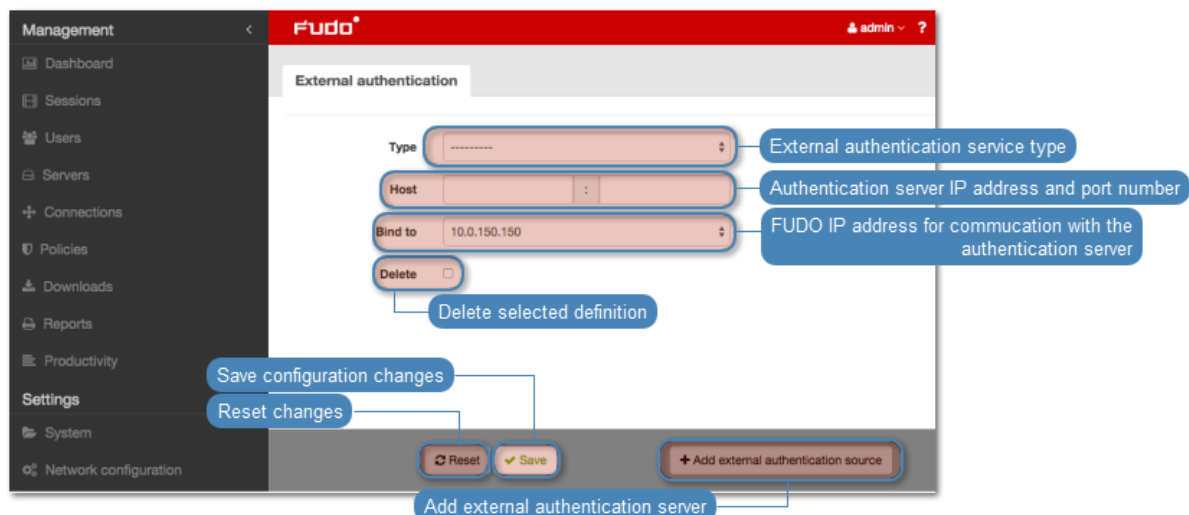 Management
Fudo
admin
?
Dashboard
Sessions
Users
Servers
Connections
Policies
Downloads
Reports
Productivity
Settings
System
Network configuration
External authentication
Type ---------
External authentication service type
Host :
Authentication server IP address and port number
Bind to 10.0.150.150
FUDO IP address for commucation with the
authentication server
Delete
Delete selected definition
Save configuration changes
Reset changes
Reset
Save
+ Add external authentication source
Add external authentication server